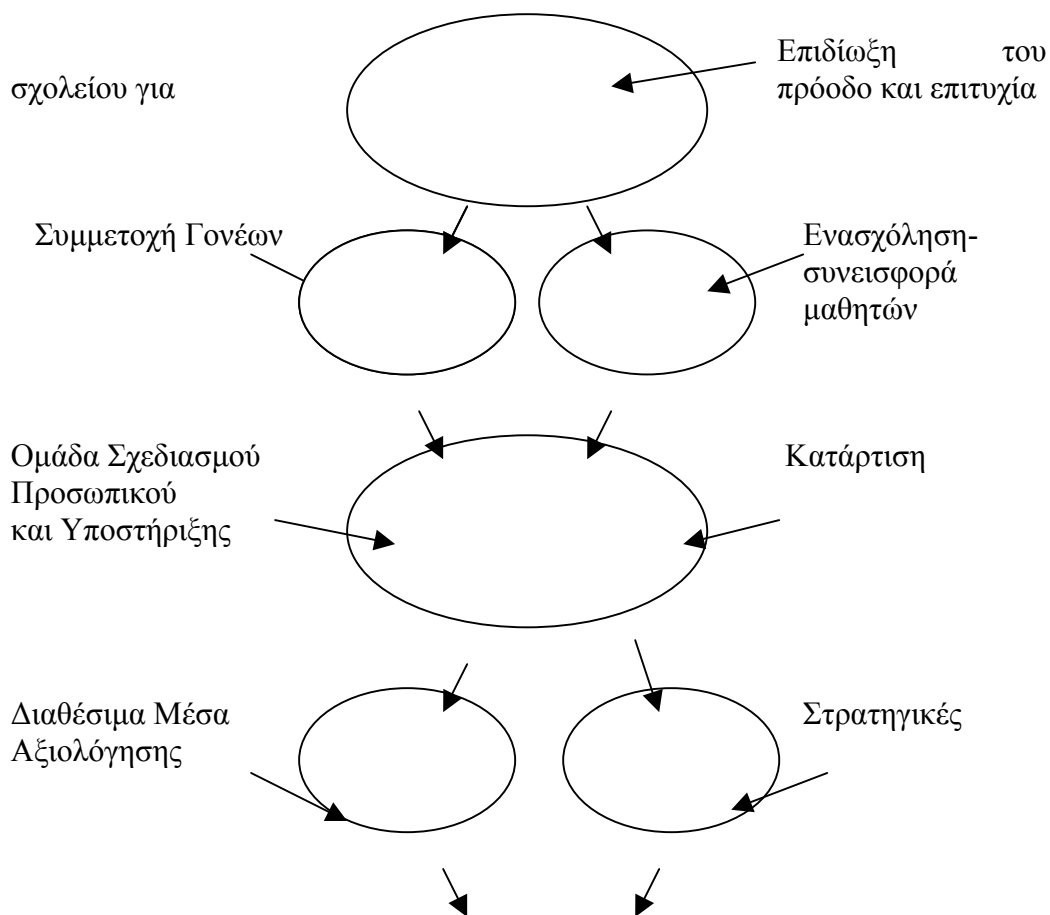 Επιδίωξη του
σχολείου για πρόοδο και επιτυχία
Συμμετοχή Γονέων
Ενασχόληση-
συνεισφορά
μαθητών
Ομάδα Σχεδιασμού
Προσωπικού
και Υποστήριξης
Κατάρτιση
Διαθέσιμα Μέσα
Αξιολόγησης
Στρατηγικές